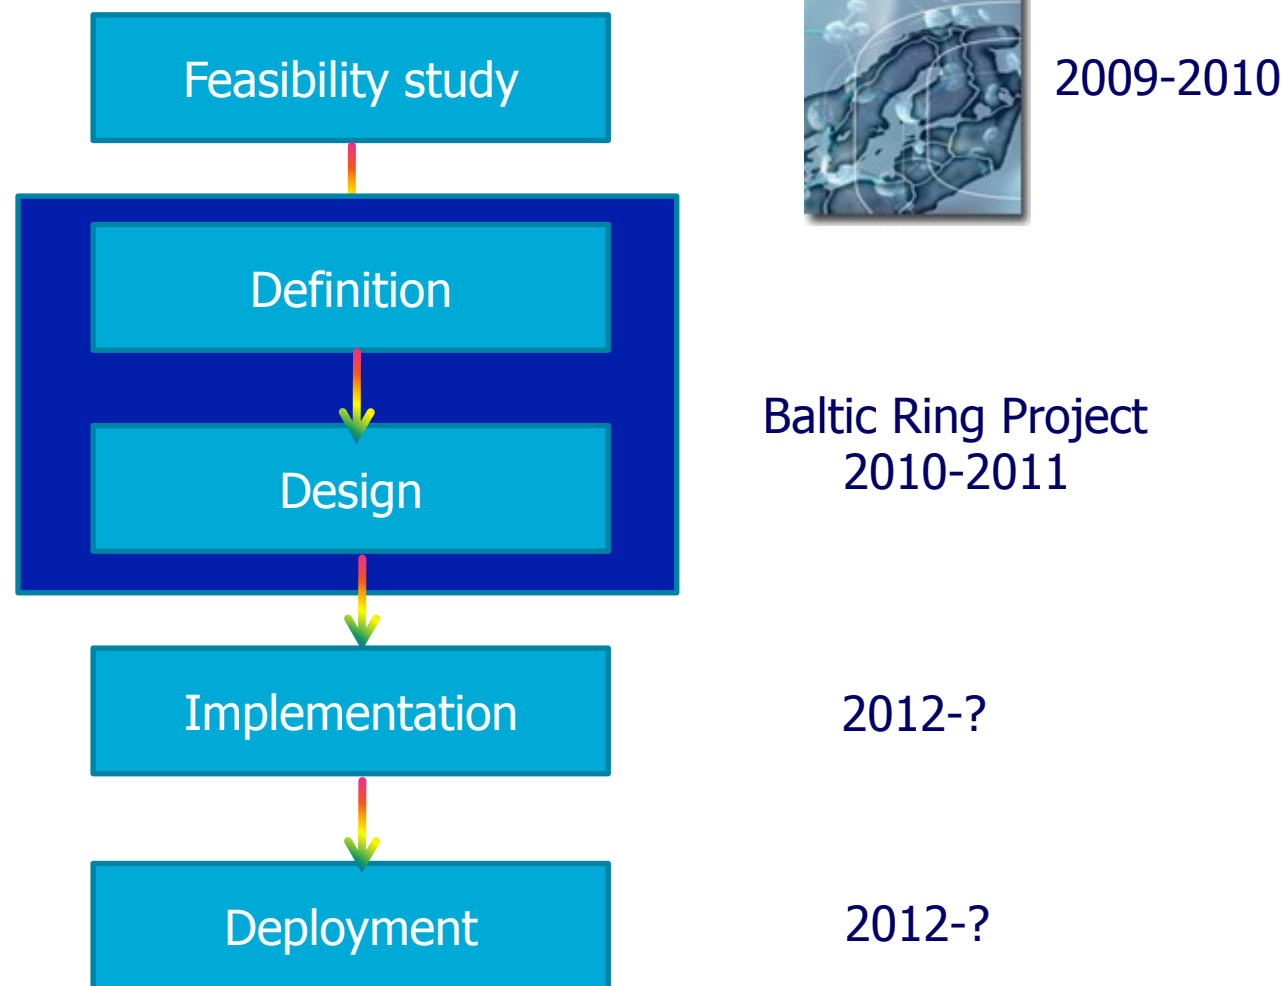 Feasibility study
2009-2010
Definition
Design
Baltic Ring Project
2010-2011
Implementation
2012-?
Deployment
2012-?